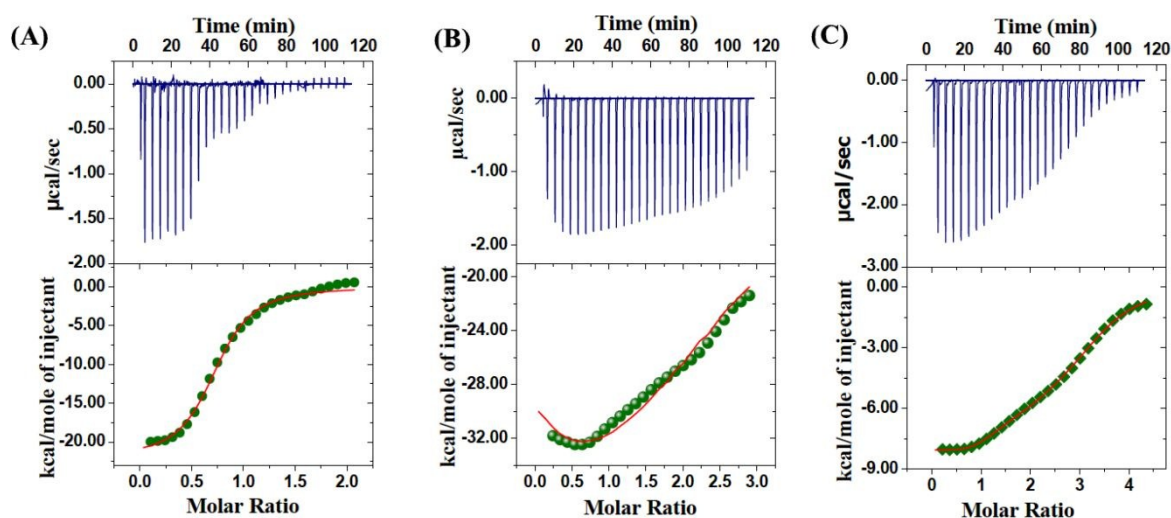 (A)
Time (min)
0 20 40 60 80 100 120
0.00
-0.50
-1.00
-1.50
-2.00
µcal/sec
0.00
-5.00
-10.00
-15.00
-20.00
kcal/mole of injectant
0.0 0.5 1.0 1.5 2.0
Molar Ratio
(B)
Time (min)
0 20 40 60 80 100 120
0.00
-1.00
-2.00
µcal/sec
-20.00
-24.00
-28.00
-32.00
kcal/mole of injectant
0.0 0.5 1.0 1.5 2.0 2.5 3.0
Molar Ratio
(C)
Time (min)
0 20 40 60 80 100 120
0.00
-1.00
-2.00
-3.00
µcal/sec
0.00
-3.00
-6.00
-9.00
kcal/mole of injectant
0 1 2 3 4
Molar Ratio